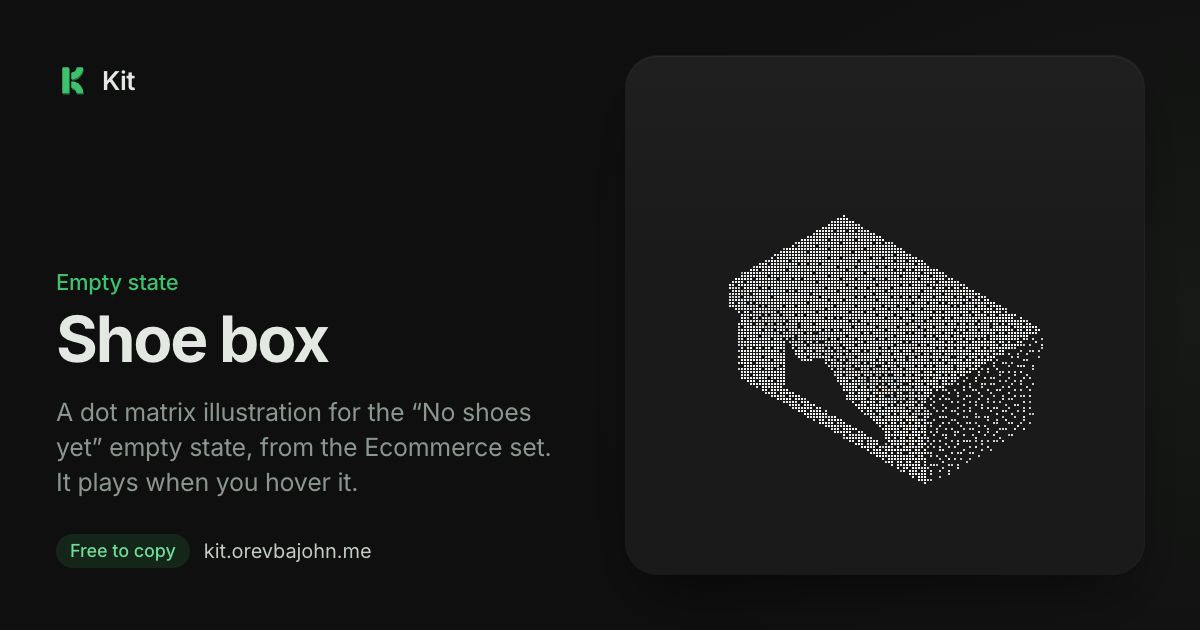 Kit
Empty state
Shoe box
A dot matrix illustration for the “No shoes
yet” empty state, from the Ecommerce set.
It plays when you hover it.
Free to copy
kit.orevbajohn.me